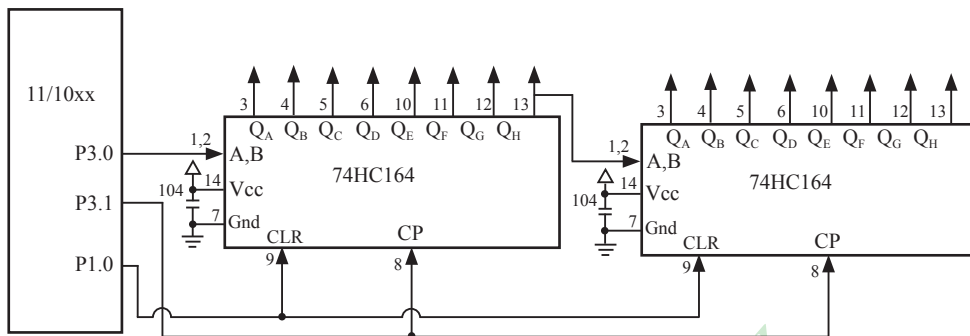 11/10xx
P3.0
P3.1
P1.0
3 4 5 6 10 11 12 13
QA QB QC QD QE QF QG QH
1,2
A,B
74HC164
14
Vcc
104
7
Gnd
CLR
CP
9
8
3 4 5 6 10 11 12 13
QA QB QC QD QE QF QG QH
1,2
A,B
74HC164
14
Vcc
104
7
Gnd
CLR
CP
9
8